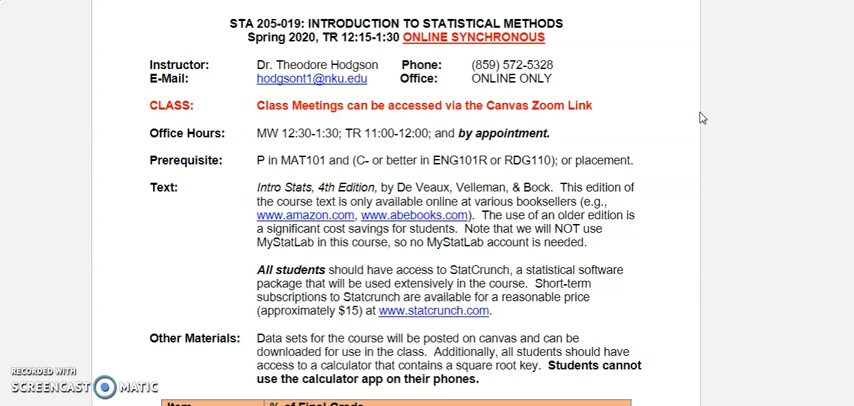 STA 205-019: INTRODUCTION TO STATISTICAL METHODS
Spring 2020, TR 12:15-1:30 ONLINE SYNCHRONOUS
Instructor: Dr. Theodore Hodgson Phone: (859) 572-5328
E-Mail: hodgsont1@nku.edu Office: ONLINE ONLY
CLASS: Class Meetings can be accessed via the Canvas Zoom Link
Office Hours: MW 12:30-1:30; TR 11:00-12:00; and by appointment.
Prerequisite: P in MAT101 and (C- or better in ENG101R or RDG110); or placement.
Text: Intro Stats, 4th Edition, by De Veaux, Velleman, & Bock. This edition of
the course text is only available online at various booksellers (e.g.,
www.amazon.com, www.abebooks.com). The use of an older edition is
a significant cost savings for students. Note that we will NOT use
MyStatLab in this course, so no MyStatLab account is needed.
All students should have access to StatCrunch, a statistical software
package that will be used extensively in the course. Short-term
subscriptions to Statcrunch are available for a reasonable price
(approximately $15) at www.statcrunch.com.
Other Materials: Data sets for the course will be posted on canvas and can be
downloaded for use in the class. Additionally, all students should have
access to a calculator that contains a square root key. Students cannot
use the calculator app on their phones.
Item % of Final Grade
RECORDED WITH
SCREENCAST MATIC